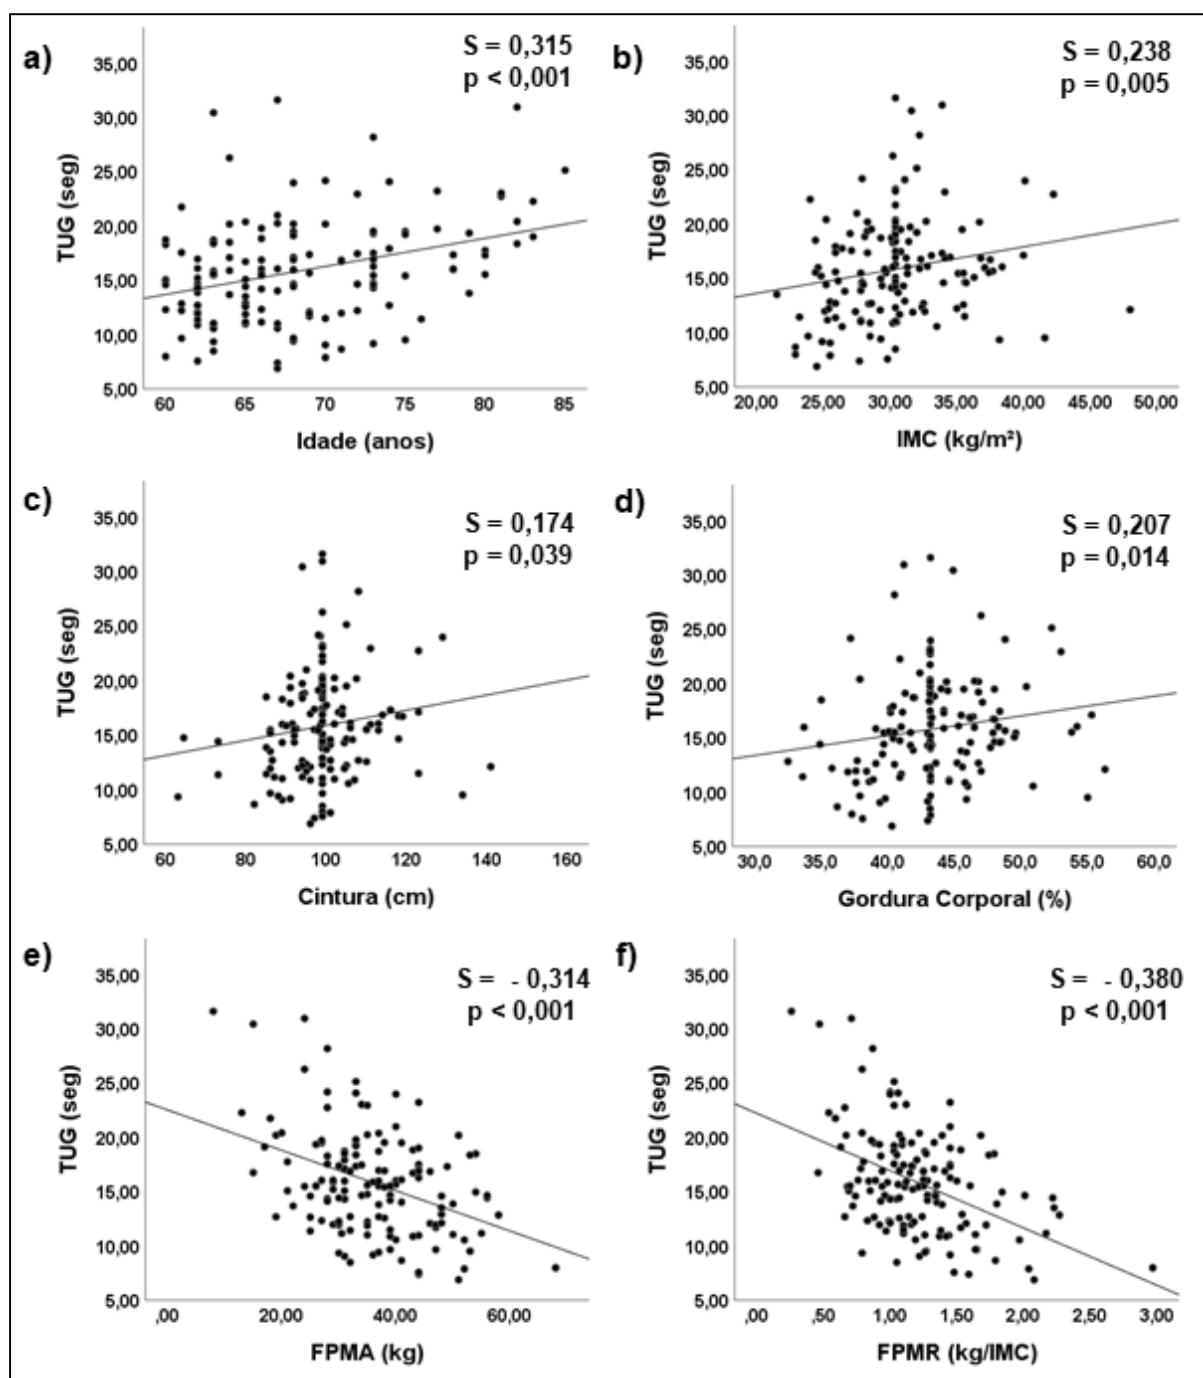 a)
S = 0,315
p < 0,001
35,00
30,00
25,00
20,00
15,00
10,00
5,00
TUG (seg)
60 65 70 75 80 85
Idade (anos)
b)
S = 0,238
p = 0,005
35,00
30,00
25,00
20,00
15,00
10,00
5,00
TUG (seg)
20,00 25,00 30,00 35,00 40,00 45,00 50,00
IMC (kg/m²)
c)
S = 0,174
p = 0,039
35,00
30,00
25,00
20,00
15,00
10,00
5,00
TUG (seg)
60 80 100 120 140 160
Cintura (cm)
d)
S = 0,207
p = 0,014
35,00
30,00
25,00
20,00
15,00
10,00
5,00
TUG (seg)
30,0 35,0 40,0 45,0 50,0 55,0 60,0
Gordura Corporal (%)
e)
S = - 0,314
p < 0,001
35,00
30,00
25,00
20,00
15,00
10,00
5,00
TUG (seg)
,00 20,00 40,00 60,00
FPMA (kg)
f)
S = - 0,380
p < 0,001
35,00
30,00
25,00
20,00
15,00
10,00
5,00
TUG (seg)
,00 ,50 1,00 1,50 2,00 2,50 3,00
FPMR (kg/IMC)